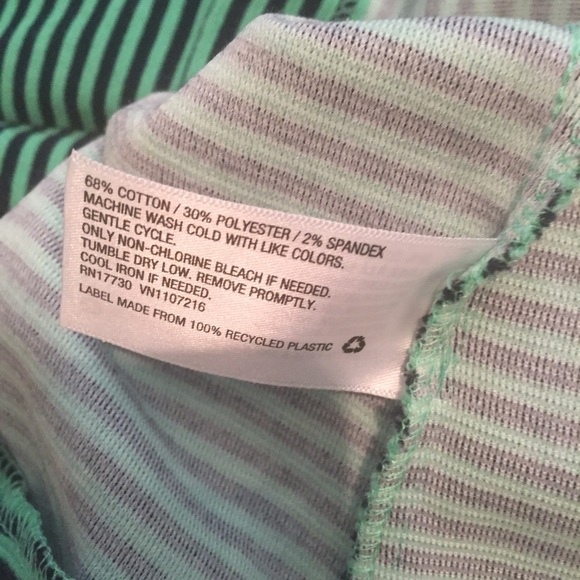 68% COTTON / 30% POLYESTER / 2% SPANDEX
MACHINE WASH COLD WITH LIKE COLORS.
GENTLE CYCLE.
ONLY NON-CHLORINE BLEACH IF NEEDED.
TUMBLE DRY LOW. REMOVE PROMPTLY.
COOL IRON IF NEEDED.
RN17730 VN1107216
LABEL MADE FROM 100% RECYCLED PLASTIC